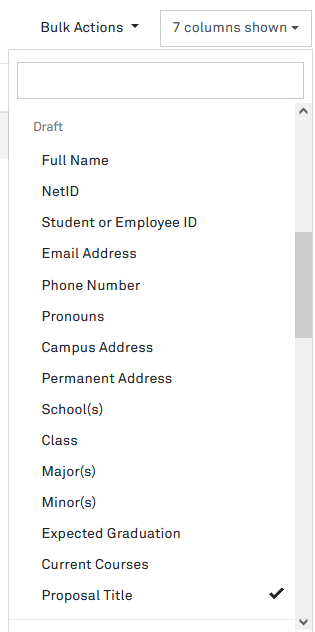 Bulk Actions 7 columns shown
Draft
Full Name
NetID
Student or Employee ID
Email Address
Phone Number
Pronouns
Campus Address
Permanent Address
School(s)
Class
Major(s)
Minor(s)
Expected Graduation
Current Courses
Proposal Title